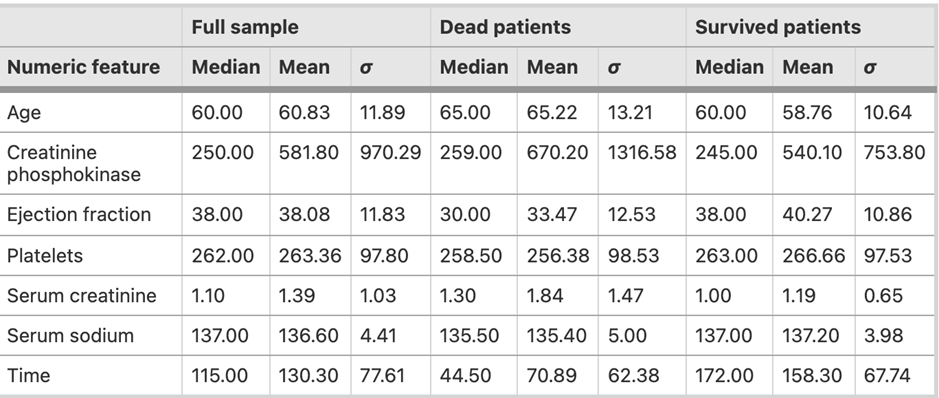 Full sample Dead patients Survived patients
Numeric feature Median Mean σ Median Mean σ Median Mean σ
Age 60.00 60.83 11.89 65.00 65.22 13.21 60.00 58.76 10.64
Creatinine 250.00 581.80 970.29 259.00 670.20 1316.58 245.00 540.10 753.80
phosphokinase
Ejection fraction 38.00 38.08 11.83 30.00 33.47 12.53 38.00 40.27 10.86
Platelets 262.00 263.36 97.80 258.50 256.38 98.53 263.00 266.66 97.53
Serum creatinine 1.10 1.39 1.03 1.30 1.84 1.47 1.00 1.19 0.65
Serum sodium 137.00 136.60 4.41 135.50 135.40 5.00 137.00 137.20 3.98
Time 115.00 130.30 77.61 44.50 70.89 62.38 172.00 158.30 67.74